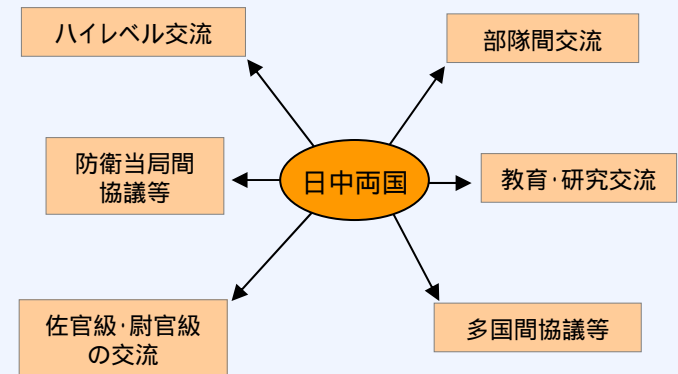 ハイレベル交流
部隊間交流
防衛当局間
協議等
日中両国
教育・研究交流
佐官級・尉官級
の交流
多国間協議等